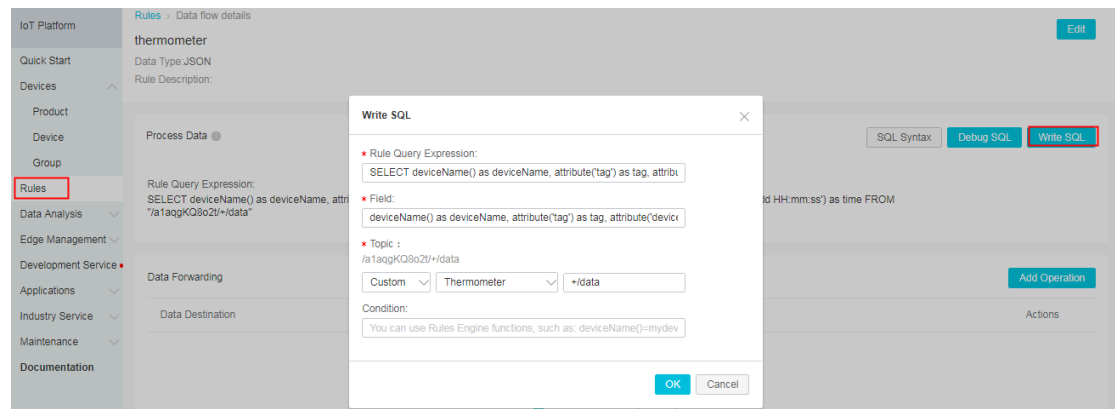 IoT Platform
Quick Start
Devices
Product
Device
Group
Rules
Data Analysis
Edge Management
Development Service
Applications
Industry Service
Maintenance
Documentation
Rules > Data flow details
thermometer
Edit
Data Type:JSON
Rule Description:
Process Data
SQL Syntax
Debug SQL
Write SQL
Rule Query Expression:
SELECT deviceName() as deviceName, attri
dd HH:mm:ss') as time FROM
"/a1aqgKQ8o2t/+/data"
Data Forwarding
Add Operation
Data Destination
Actions
Write SQL
* Rule Query Expression:
SELECT deviceName() as deviceName, attribute('tag') as tag, attribu
* Field:
deviceName() as deviceName, attribute('tag') as tag, attribute('device
* Topic :
/a1aqgKQ8o2t/+/data
Custom
Thermometer
+/data
Condition:
You can use Rules Engine functions, such as: deviceName()=mydev
OK
Cancel